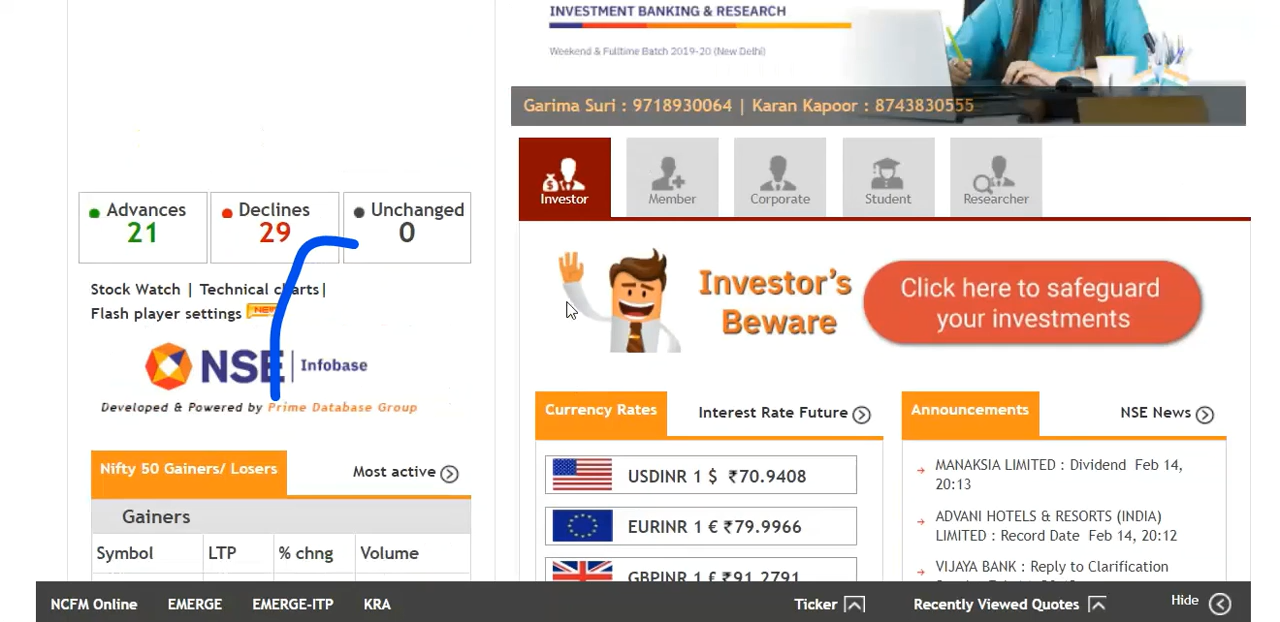 INVESTMENT BANKING & RESEARCH
Weekend & Fulltime Batch 2019-20 (New Delhi)
Garima Suri : 9718930064 | Karan Kapoor : 8743830555
Investor
Member
Corporate
Student
Researcher
Advances
21
Declines
29
Unchanged
0
Stock Watch | Technical charts|
Flash player settings NEW
NSE Infobase
Developed & Powered by Prime Database Group
Investor's
Beware
Click here to safeguard
your investments
Nifty 50 Gainers/ Losers
Most active
Gainers
Symbol LTP % chng Volume
Currency Rates
Interest Rate Future
USDINR 1 $ ₹70.9408
EURINR 1 € ₹79.9966
GBPINR 1 £ ₹91.2791
Announcements
NSE News
MANAKSIA LIMITED : Dividend Feb 14,
20:13
ADVANI HOTELS & RESORTS (INDIA)
LIMITED : Record Date Feb 14, 20:12
VIJAYA BANK : Reply to Clarification
NCFM Online EMERGE EMERGE-ITP KRA Ticker Recently Viewed Quotes Hide